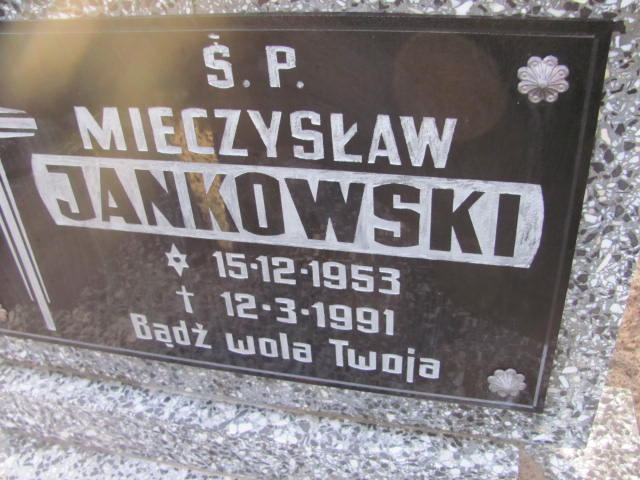 Ś.P.
MIECZYSŁAW
JANKOWSKI
✡ 15-12-1953
✝ 12-3-1991
Bądź wola Twoja